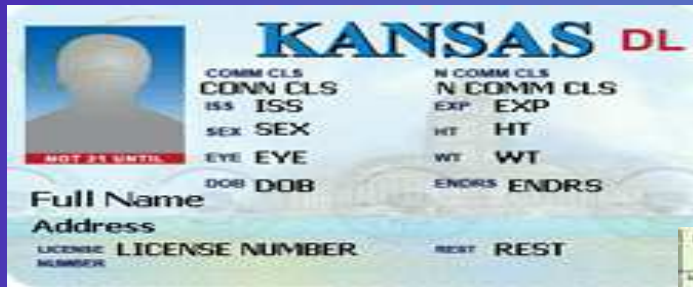 KANSAS DL
COMM CLS N COMM CLS
CONN CLS N COMM CLS
ISS ISS EXP EXP
SEX SEX HT HT
NOT 21 UNTIL EYE EYE WT WT
DOB DOB ENDRS ENDRS
Full Name
Address
LICENSE NUMBER LICENSE NUMBER REST REST